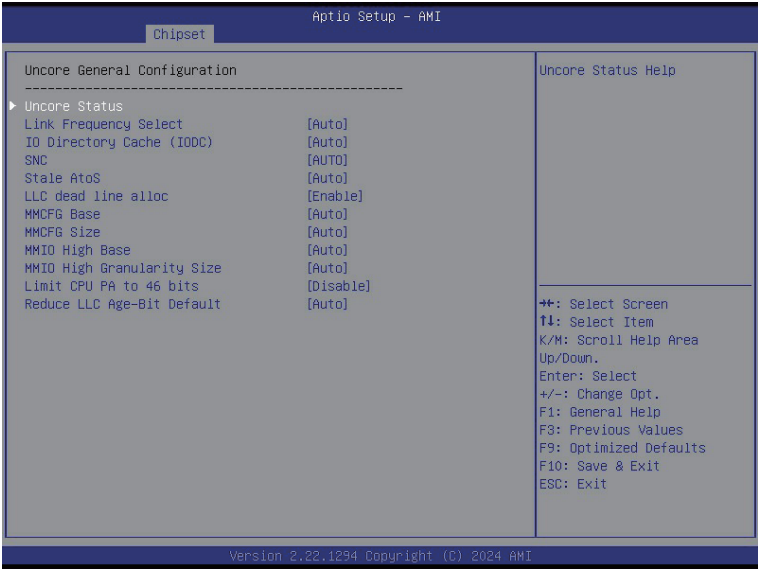 Aptio Setup – AMI
Chipset
Uncore General Configuration
--------------------------------------------------
Uncore Status
Link Frequency Select [Auto]
IO Directory Cache (IODC) [Auto]
SNC [AUTO]
Stale AtoS [Auto]
LLC dead line alloc [Enable]
MMCFG Base [Auto]
MMCFG Size [Auto]
MMIO High Base [Auto]
MMIO High Granularity Size [Auto]
Limit CPU PA to 46 bits [Disable]
Reduce LLC Age-Bit Default [Auto]
Uncore Status Help
→←: Select Screen
↑↓: Select Item
K/M: Scroll Help Area
Up/Down.
Enter: Select
+/-: Change Opt.
F1: General Help
F3: Previous Values
F9: Optimized Defaults
F10: Save & Exit
ESC: Exit
Version 2.22.1294 Copyright (C) 2024 AMI